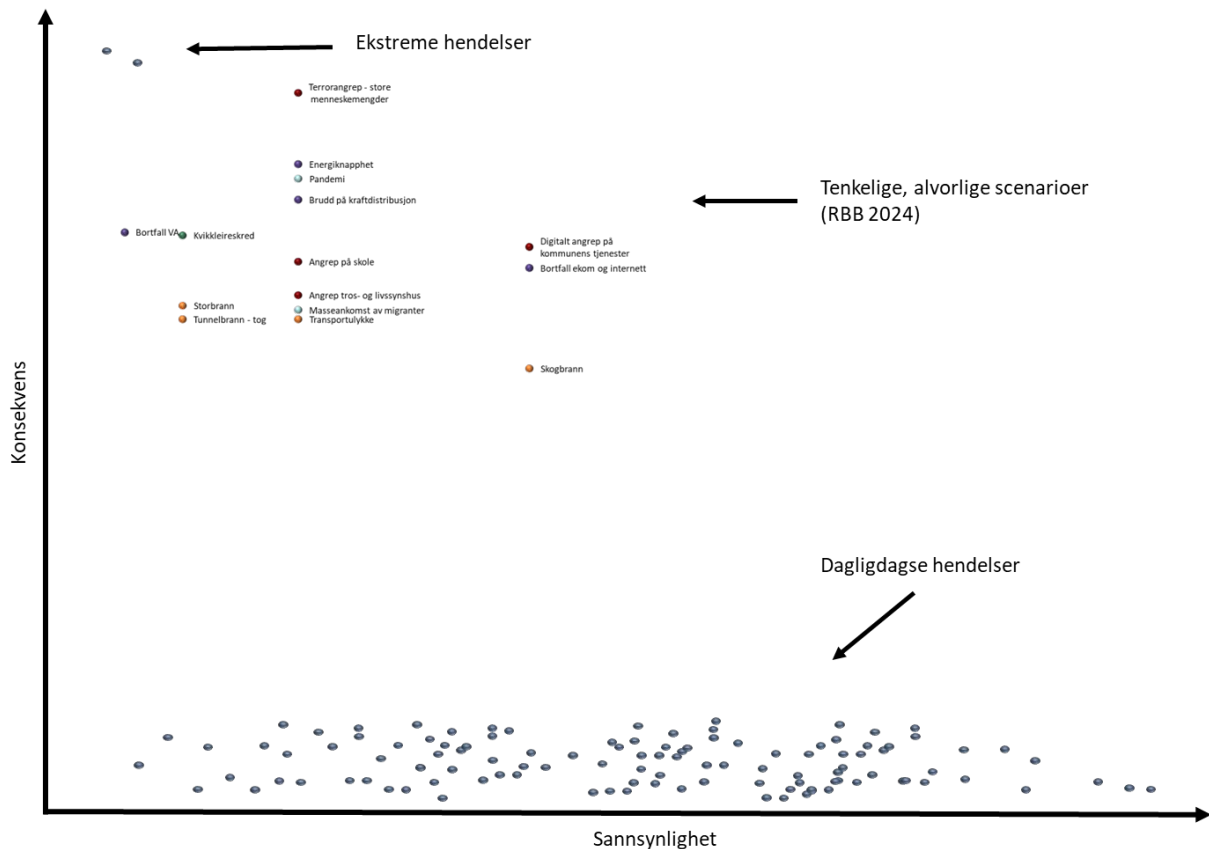 Ekstreme hendelser
Terrorangrep - store
menneskemengder
Energiknapphet
Pandemi
Brudd på kraftdistribusjon
Tenkelige, alvorlige scenarioer
(RBB 2024)
Bortfall VA
Kvikkleireskred
Digitalt angrep på
kommunens tjenester
Bortfall ekom og internett
Angrep på skole
Angrep tros- og livssynshus
Storbrann
Masseankomst av migranter
Tunnelbrann - tog
Transportulykke
Skogbrann
Konsekvens
Dagligdagse hendelser
Sannsynlighet